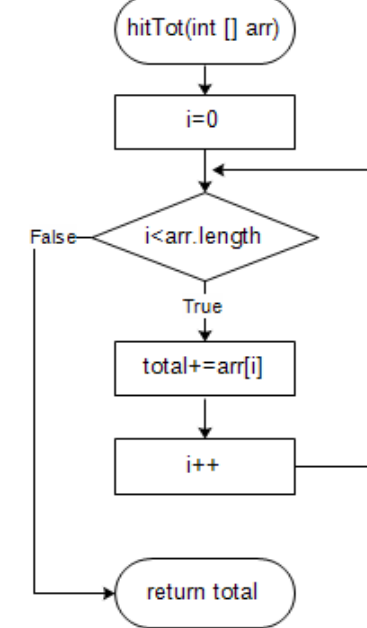 hitTot(int [] arr)
i=0
i<arr.length
False
True
total+=arr[i]
i++
return total